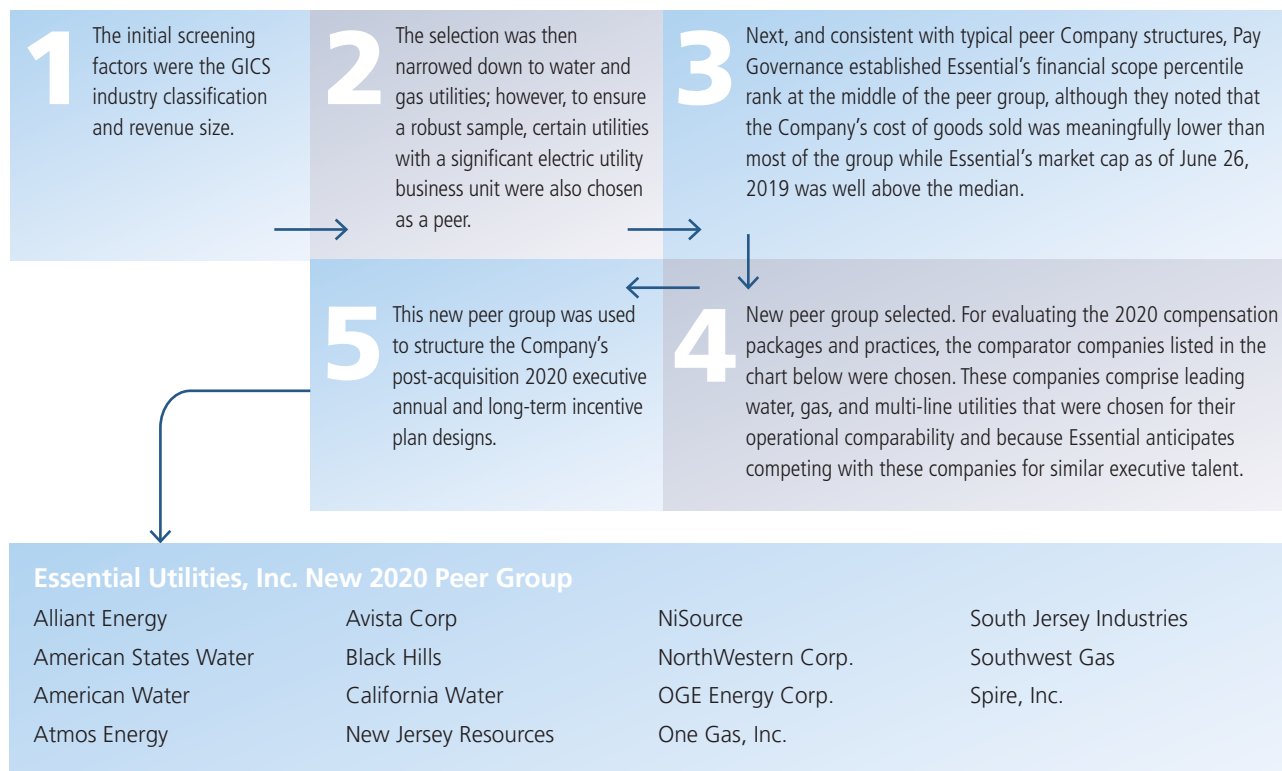 1
The initial screening
factors were the GICS
industry classification
and revenue size.
2
The selection was then
narrowed down to water and
gas utilities; however, to ensure
a robust sample, certain utilities
with a significant electric utility
business unit were also chosen
as a peer.
3
Next, and consistent with typical peer Company structures, Pay
Governance established Essential’s financial scope percentile
rank at the middle of the peer group, although they noted that
the Company’s cost of goods sold was meaningfully lower than
most of the group while Essential’s market cap as of June 26,
2019 was well above the median.
4
New peer group selected. For evaluating the 2020 compensation
packages and practices, the comparator companies listed in the
chart below were chosen. These companies comprise leading
water, gas, and multi-line utilities that were chosen for their
operational comparability and because Essential anticipates
competing with these companies for similar executive talent.
5
This new peer group was used
to structure the Company’s
post-acquisition 2020 executive
annual and long-term incentive
plan designs.
Essential Utilities, Inc. New 2020 Peer Group
Alliant Energy
American States Water
American Water
Atmos Energy
Avista Corp
Black Hills
California Water
New Jersey Resources
NiSource
NorthWestern Corp.
OGE Energy Corp.
One Gas, Inc.
South Jersey Industries
Southwest Gas
Spire, Inc.